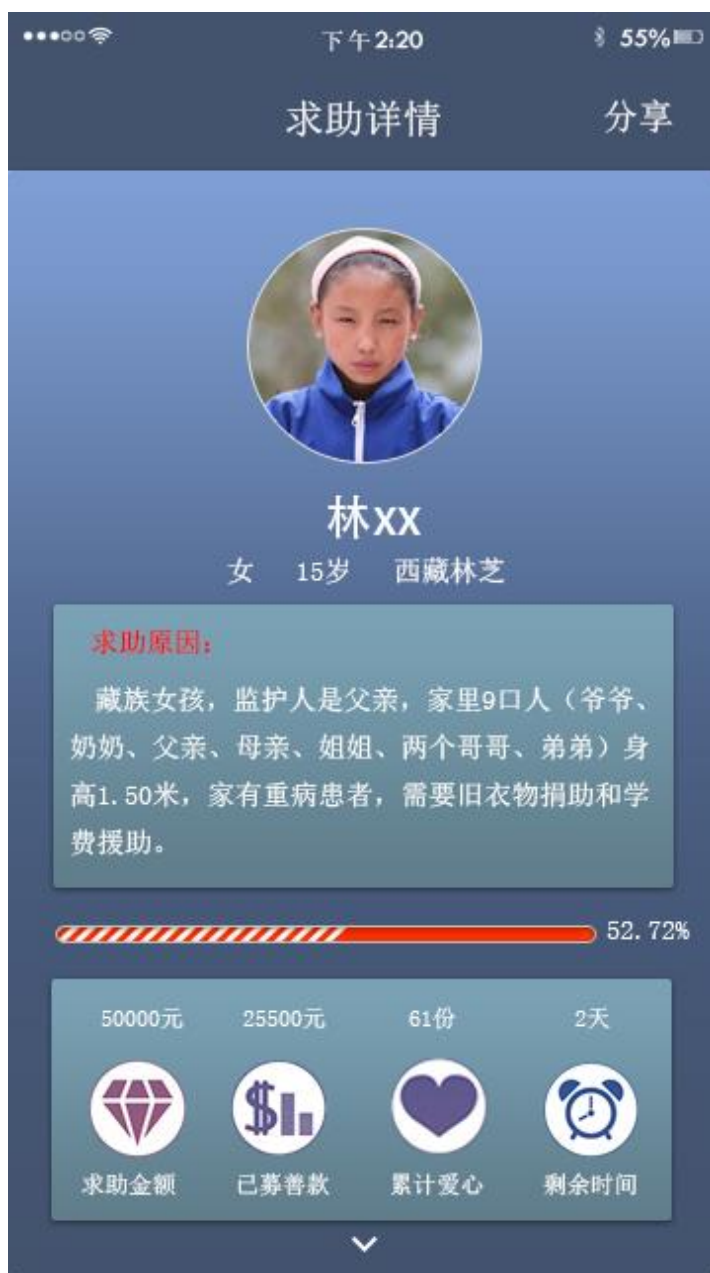 下午2:20
55%
求助详情
分享
林XX
女 15岁 西藏林芝
求助原因：
藏族女孩，监护人是父亲，家里9口人（爷爷、
奶奶、父亲、母亲、姐姐、两个哥哥、弟弟）身
高1.50米，家有重病患者，需要旧衣物捐助和学
费援助。
52.72%
50000元 25500元 61份 2天
求助金额 已募善款 累计爱心 剩余时间